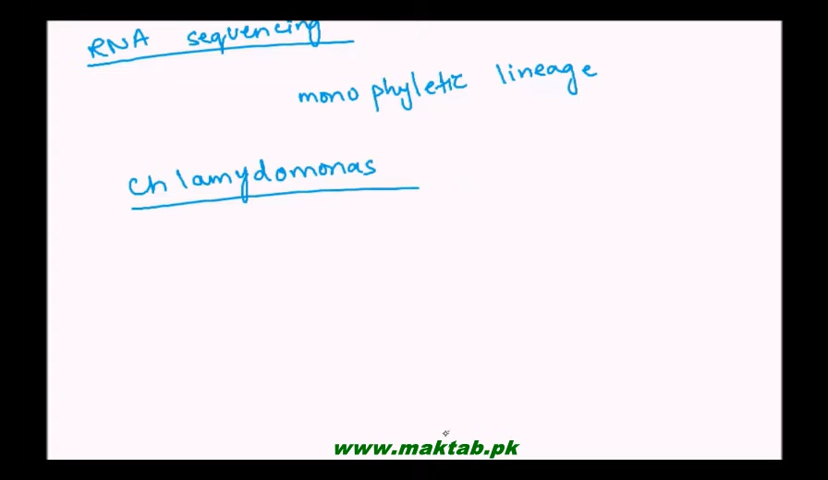 RNA sequencing
mono phyletic lineage
chlamydomonas
www.maktab.pk